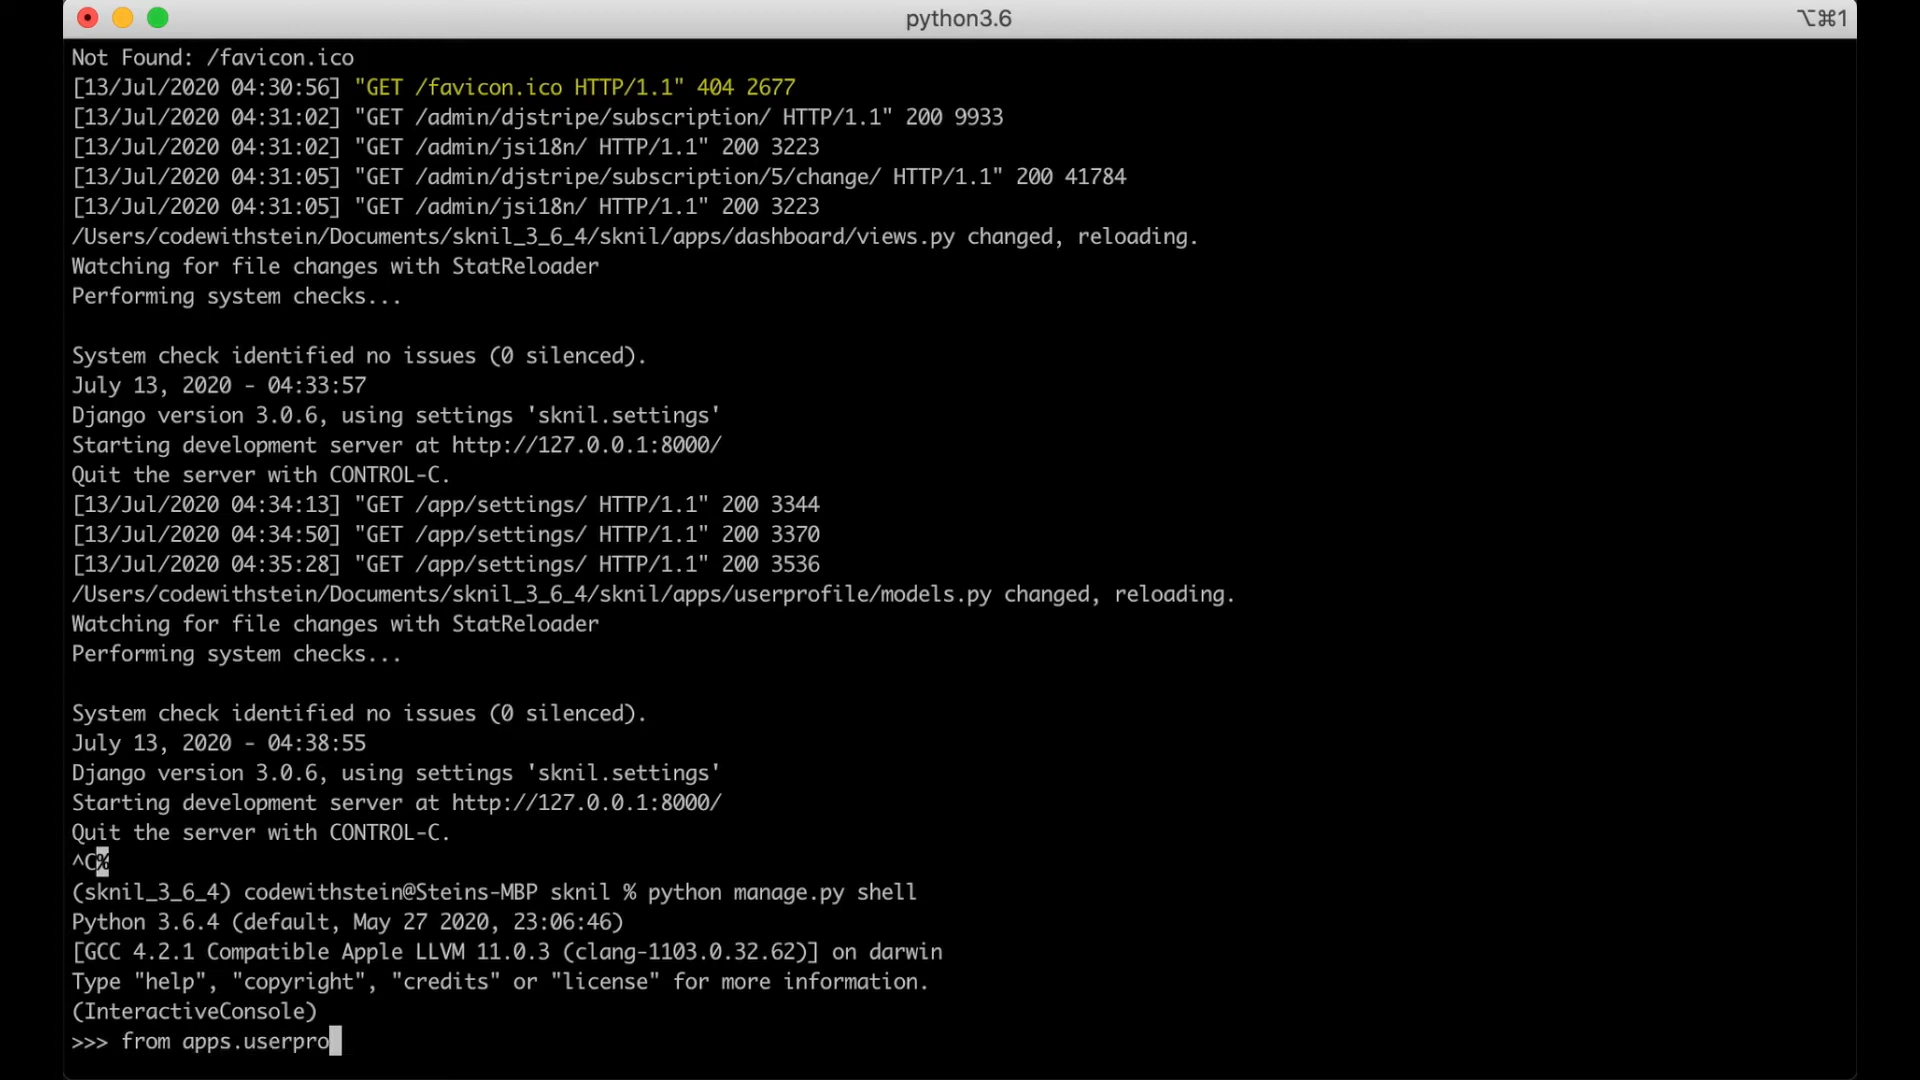 python3.6
⌥⌘1
Not Found: /favicon.ico
[13/Jul/2020 04:30:56] "GET /favicon.ico HTTP/1.1" 404 2677
[13/Jul/2020 04:31:02] "GET /admin/djstripe/subscription/ HTTP/1.1" 200 9933
[13/Jul/2020 04:31:02] "GET /admin/jsi18n/ HTTP/1.1" 200 3223
[13/Jul/2020 04:31:05] "GET /admin/djstripe/subscription/5/change/ HTTP/1.1" 200 41784
[13/Jul/2020 04:31:05] "GET /admin/jsi18n/ HTTP/1.1" 200 3223
/Users/codewithstein/Documents/sknil_3_6_4/sknil/apps/dashboard/views.py changed, reloading.
Watching for file changes with StatReloader
Performing system checks...
System check identified no issues (0 silenced).
July 13, 2020 - 04:33:57
Django version 3.0.6, using settings 'sknil.settings'
Starting development server at http://127.0.0.1:8000/
Quit the server with CONTROL-C.
[13/Jul/2020 04:34:13] "GET /app/settings/ HTTP/1.1" 200 3344
[13/Jul/2020 04:34:50] "GET /app/settings/ HTTP/1.1" 200 3370
[13/Jul/2020 04:35:28] "GET /app/settings/ HTTP/1.1" 200 3536
/Users/codewithstein/Documents/sknil_3_6_4/sknil/apps/userprofile/models.py changed, reloading.
Watching for file changes with StatReloader
Performing system checks...
System check identified no issues (0 silenced).
July 13, 2020 - 04:38:55
Django version 3.0.6, using settings 'sknil.settings'
Starting development server at http://127.0.0.1:8000/
Quit the server with CONTROL-C.
^C%
(sknil_3_6_4) codewithstein@Steins-MBP sknil % python manage.py shell
Python 3.6.4 (default, May 27 2020, 23:06:46)
[GCC 4.2.1 Compatible Apple LLVM 11.0.3 (clang-1103.0.32.62)] on darwin
Type "help", "copyright", "credits" or "license" for more information.
(InteractiveConsole)
>>> from apps.userpro